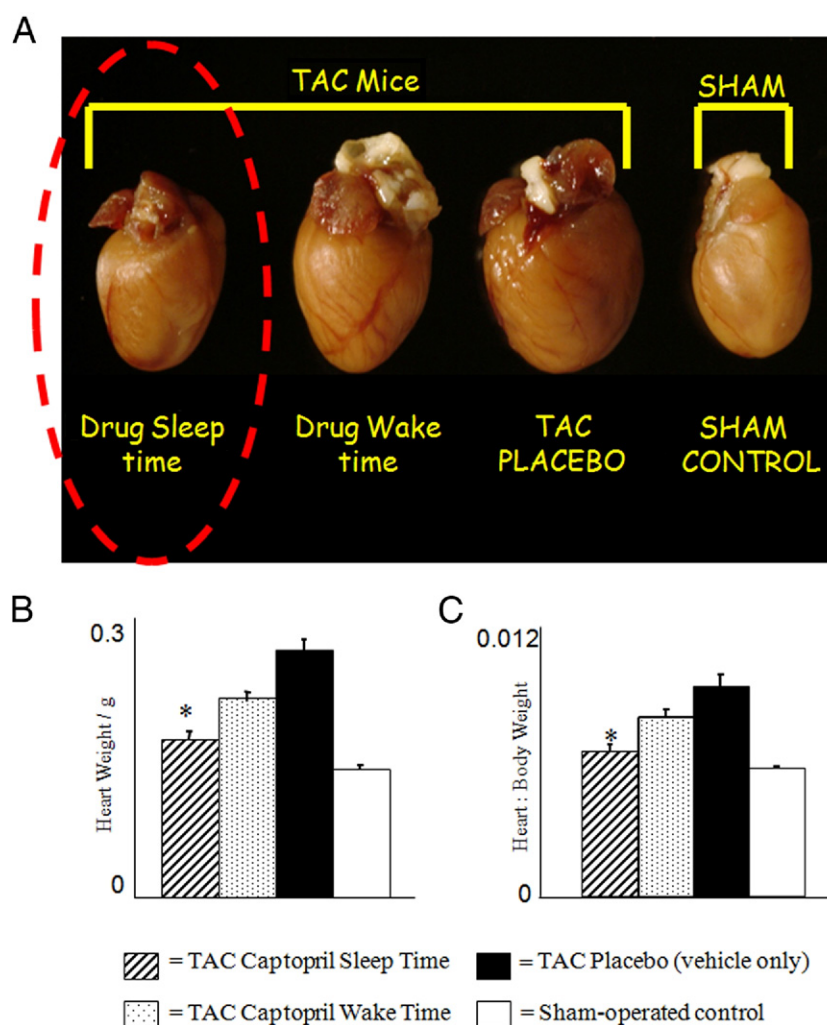 A
TAC Mice
SHAM
Drug Sleep
time
Drug Wake
time
TAC
PLACEBO
SHAM
CONTROL
B
0.3
Heart Weight / g
*
0
C
0.012
Heart : Body Weight
*
0
= TAC Captopril Sleep Time
= TAC Placebo (vehicle only)
= TAC Captopril Wake Time
= Sham-operated control